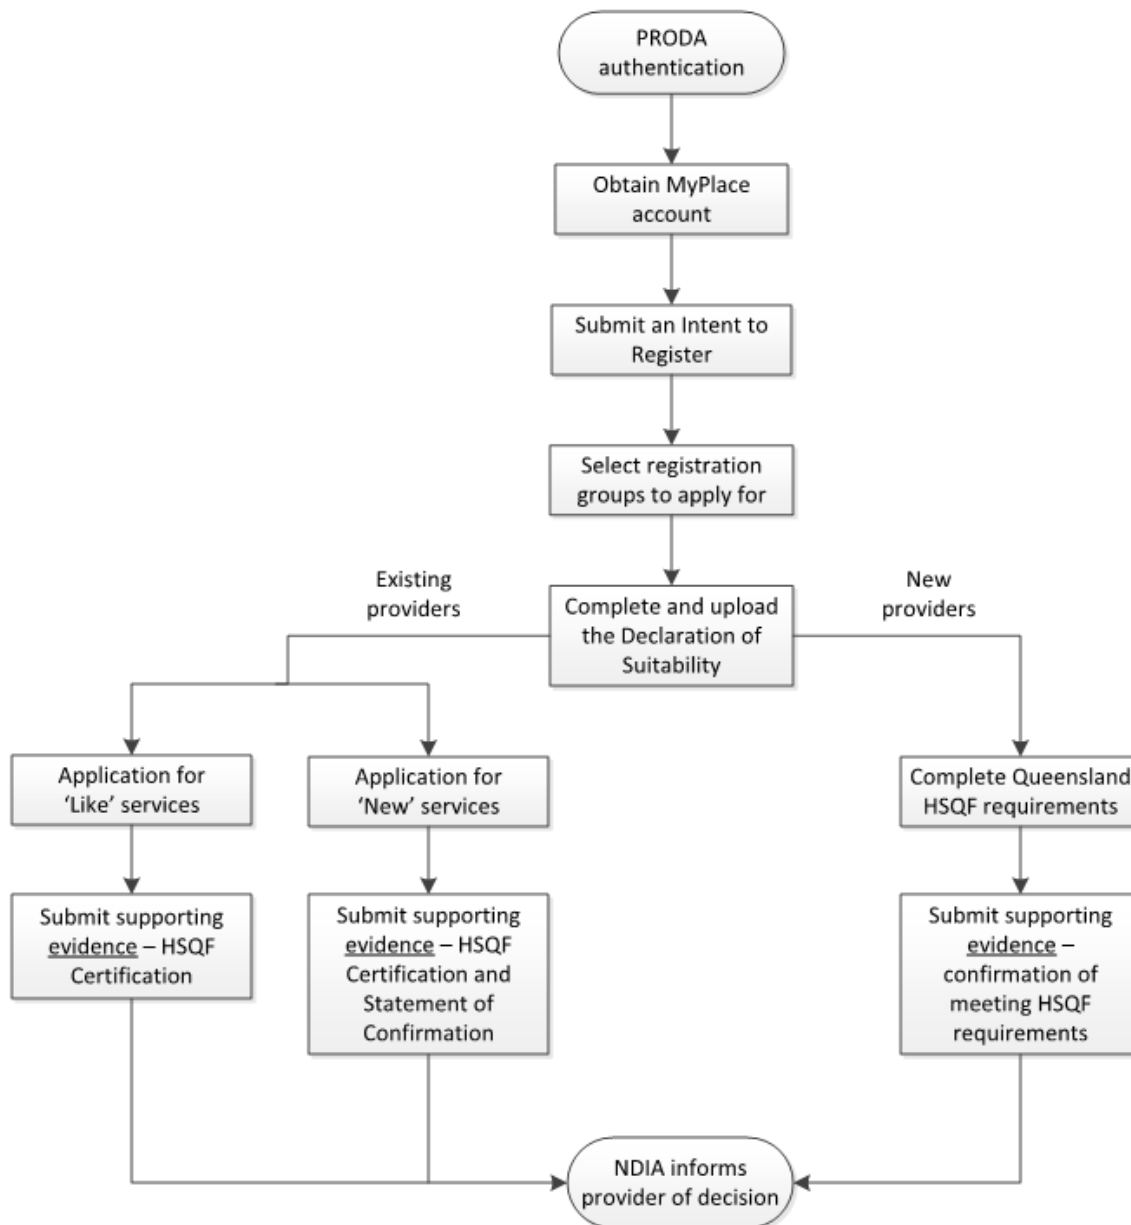 PRODA
authentication
Obtain MyPlace
account
Submit an Intent to
Register
Select registration
groups to apply for
Existing
providers
Complete and upload
the Declaration of
Suitability
New
providers
Application for
‘Like’ services
Application for
‘New’ services
Complete Queensland
HSQF requirements
Submit supporting
evidence – HSQF
Certification
Submit supporting
evidence – HSQF
Certification and
Statement of
Confirmation
Submit supporting
evidence –
confirmation of
meeting HSQF
requirements
NDIA informs
provider of decision